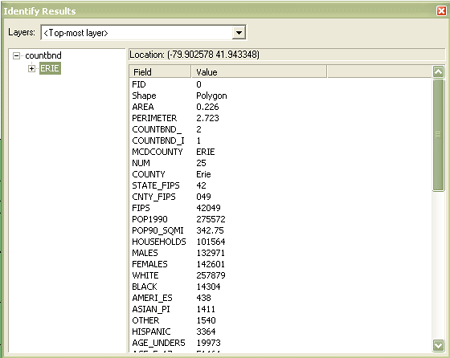 Identify Results
Layers: <Top-most layer>
countbnd
ERIE
Location: (-79.902578 41.943348)
Field Value
FID 0
Shape Polygon
AREA 0.226
PERIMETER 2.723
COUNTBND_ 2
COUNTBND_I 1
MCDCOUNTY ERIE
NUM 25
COUNTY Erie
STATE_FIPS 42
CNTY_FIPS 049
FIPS 42049
POP1990 275572
POP90_SQMI 342.75
HOUSEHOLDS 101564
MALES 132971
FEMALES 142601
WHITE 257879
BLACK 14304
AMERI_ES 438
ASIAN_PI 1411
OTHER 1540
HISPANIC 3364
AGE_UNDER5 19973